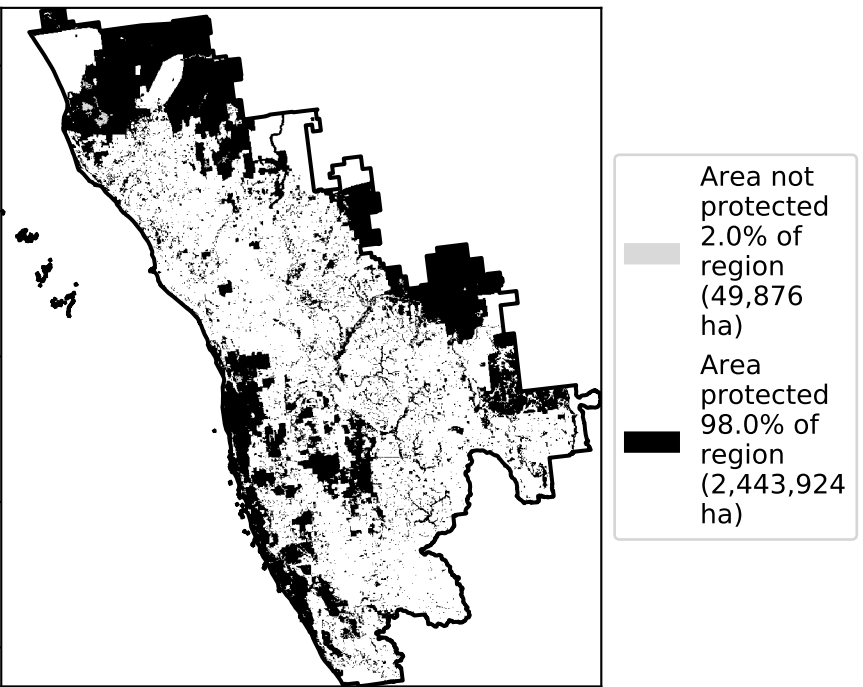 Area not
protected
2.0% of
region
(49,876
ha)
Area
protected
98.0% of
region
(2,443,924
ha)